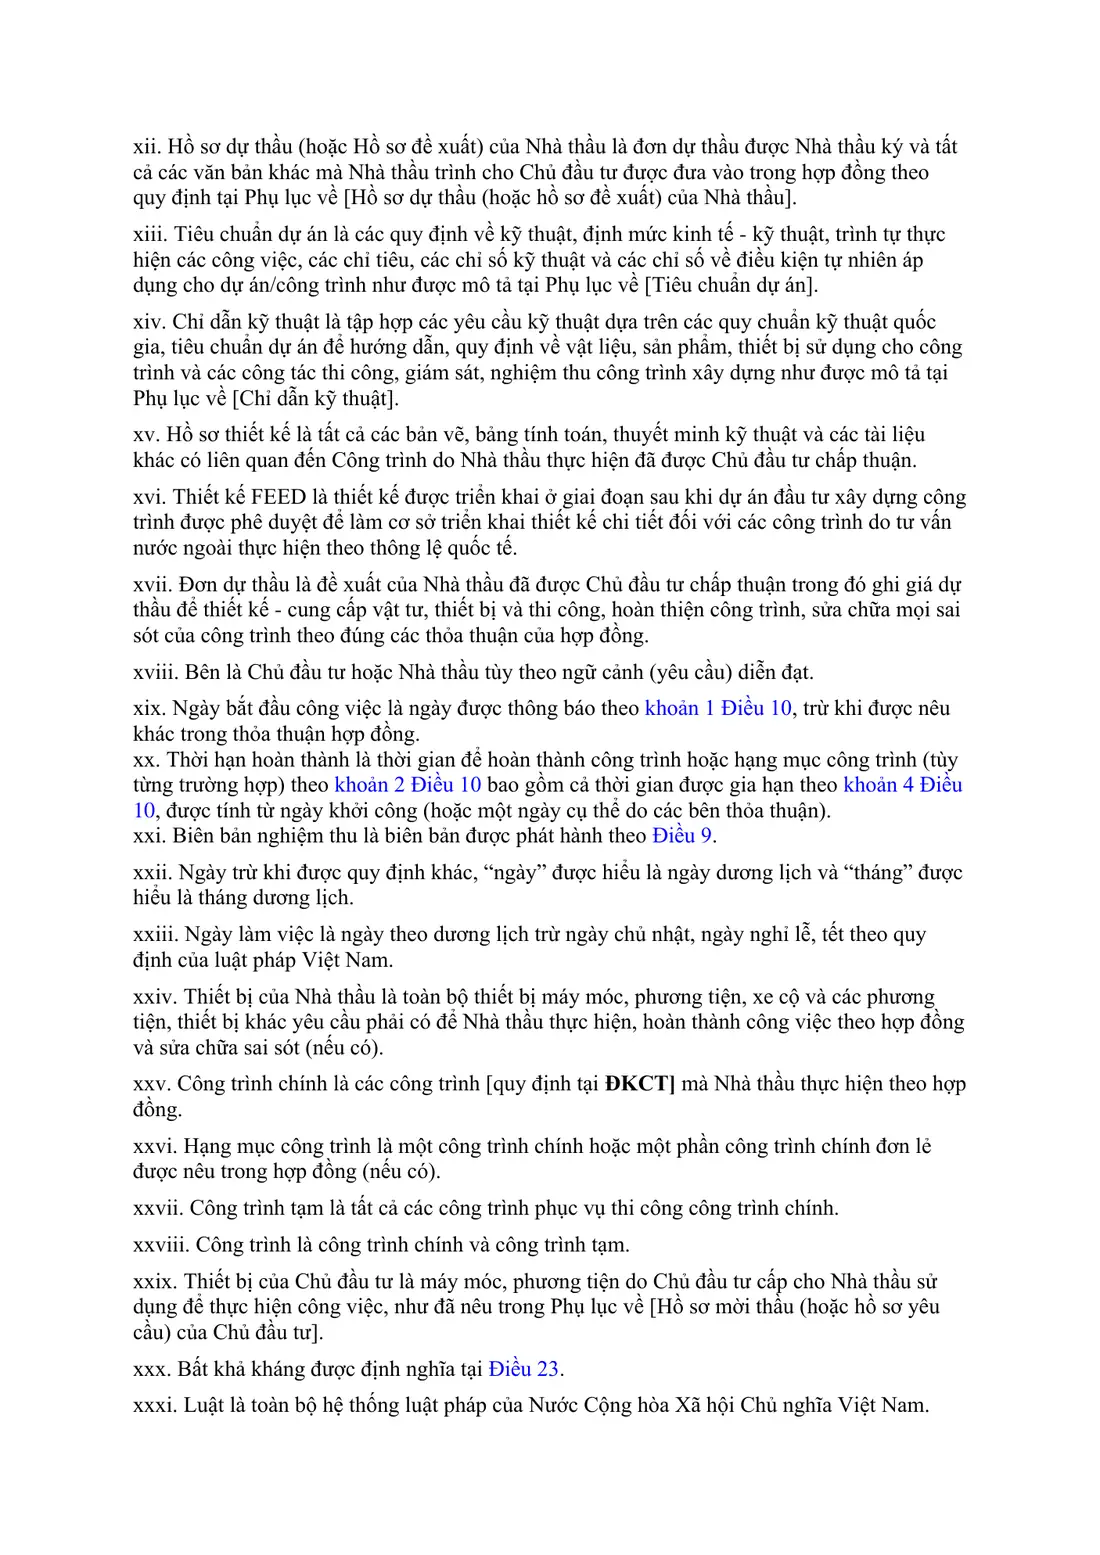 xii. Hồ sơ dự thầu (hoặc Hồ sơ đề xuất) của Nhà thầu là đơn dự thầu được Nhà thầu ký và tất
cả các văn bản khác mà Nhà thầu trình cho Chủ đầu tư được đưa vào trong hợp đồng theo
quy định tại Phụ lục về [Hồ sơ dự thầu (hoặc hồ sơ đề xuất) của Nhà thầu].
xiii. Tiêu chuẩn dự án là các quy định về kỹ thuật, định mức kinh tế - kỹ thuật, trình tự thực
hiện các công việc, các chỉ tiêu, các chỉ số kỹ thuật và các chỉ số về điều kiện tự nhiên áp
dụng cho dự án/công trình như được mô tả tại Phụ lục về [Tiêu chuẩn dự án].
xiv. Chỉ dẫn kỹ thuật là tập hợp các yêu cầu kỹ thuật dựa trên các quy chuẩn kỹ thuật quốc
gia, tiêu chuẩn dự án để hướng dẫn, quy định về vật liệu, sản phẩm, thiết bị sử dụng cho công
trình và các công tác thi công, giám sát, nghiệm thu công trình xây dựng như được mô tả tại
Phụ lục về [Chỉ dẫn kỹ thuật].
xv. Hồ sơ thiết kế là tất cả các bản vẽ, bảng tính toán, thuyết minh kỹ thuật và các tài liệu
khác có liên quan đến Công trình do Nhà thầu thực hiện đã được Chủ đầu tư chấp thuận.
xvi. Thiết kế FEED là thiết kế được triển khai ở giai đoạn sau khi dự án đầu tư xây dựng công
trình được phê duyệt để làm cơ sở triển khai thiết kế chi tiết đối với các công trình do tư vấn
nước ngoài thực hiện theo thông lệ quốc tế.
xvii. Đơn dự thầu là đề xuất của Nhà thầu đã được Chủ đầu tư chấp thuận trong đó ghi giá dự
thầu để thiết kế - cung cấp vật tư, thiết bị và thi công, hoàn thiện công trình, sửa chữa mọi sai
sót của công trình theo đúng các thỏa thuận của hợp đồng.
xviii. Bên là Chủ đầu tư hoặc Nhà thầu tùy theo ngữ cảnh (yêu cầu) diễn đạt.
xix. Ngày bắt đầu công việc là ngày được thông báo theo khoản 1 Điều 10, trừ khi được nêu
khác trong thỏa thuận hợp đồng.
xx. Thời hạn hoàn thành là thời gian để hoàn thành công trình hoặc hạng mục công trình (tùy
từng trường hợp) theo khoản 2 Điều 10 bao gồm cả thời gian được gia hạn theo khoản 4 Điều
10, được tính từ ngày khởi công (hoặc một ngày cụ thể do các bên thỏa thuận).
xxi. Biên bản nghiệm thu là biên bản được phát hành theo Điều 9.
xxii. Ngày trừ khi được quy định khác, “ngày” được hiểu là ngày dương lịch và “tháng” được
hiểu là tháng dương lịch.
xxiii. Ngày làm việc là ngày theo dương lịch trừ ngày chủ nhật, ngày nghỉ lễ, tết theo quy
định của luật pháp Việt Nam.
xxiv. Thiết bị của Nhà thầu là toàn bộ thiết bị máy móc, phương tiện, xe cộ và các phương
tiện, thiết bị khác yêu cầu phải có để Nhà thầu thực hiện, hoàn thành công việc theo hợp đồng
và sửa chữa sai sót (nếu có).
xxv. Công trình chính là các công trình [quy định tại ĐKCT] mà Nhà thầu thực hiện theo hợp
đồng.
xxvi. Hạng mục công trình là một công trình chính hoặc một phần công trình chính đơn lẻ
được nêu trong hợp đồng (nếu có).
xxvii. Công trình tạm là tất cả các công trình phục vụ thi công công trình chính.
xxviii. Công trình là công trình chính và công trình tạm.
xxix. Thiết bị của Chủ đầu tư là máy móc, phương tiện do Chủ đầu tư cấp cho Nhà thầu sử
dụng để thực hiện công việc, như đã nêu trong Phụ lục về [Hồ sơ mời thầu (hoặc hồ sơ yêu
cầu) của Chủ đầu tư].
xxx. Bất khả kháng được định nghĩa tại Điều 23.
xxxi. Luật là toàn bộ hệ thống luật pháp của Nước Cộng hòa Xã hội Chủ nghĩa Việt Nam.